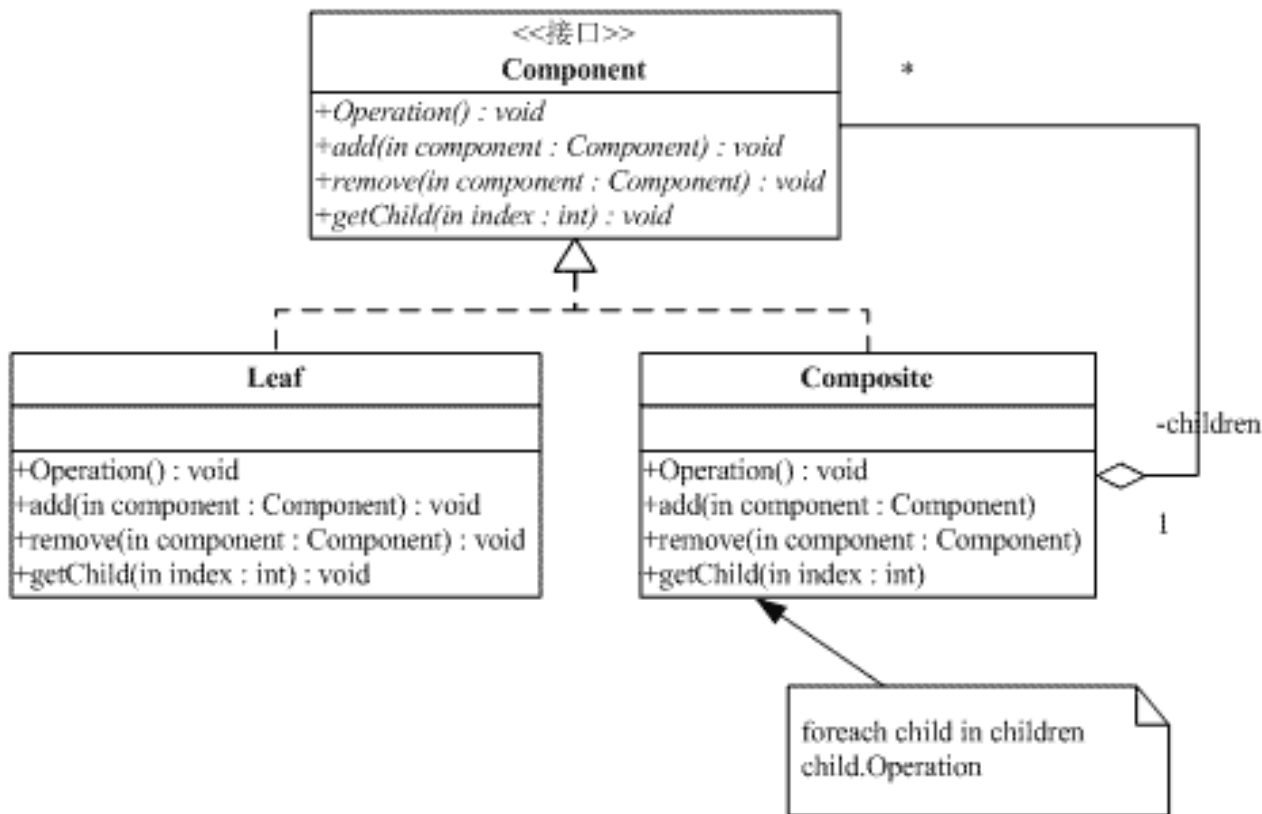 <<接口>>
Component
*
+Operation() : void
+add(in component : Component) : void
+remove(in component : Component) : void
+getChild(in index : int) : void
Leaf
+Operation() : void
+add(in component : Component) : void
+remove(in component : Component) : void
+getChild(in index : int) : void
Composite
-children
+Operation() : void
+add(in component : Component)
+remove(in component : Component)
+getChild(in index : int)
1
foreach child in children
child.Operation